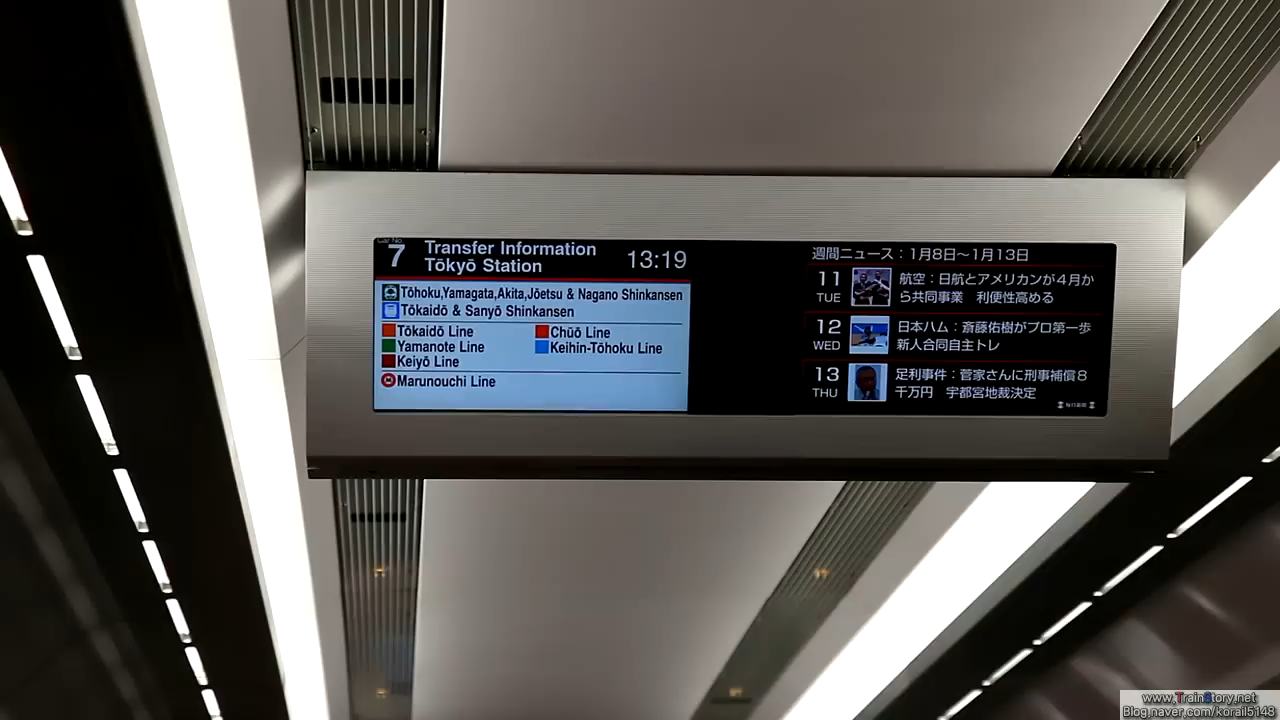 Car No.
7
Transfer Information
Tōkyō Station
13:19
Tōhoku,Yamagata,Akita,Jōetsu & Nagano Shinkansen
Tōkaidō & Sanyō Shinkansen
Tōkaidō Line
Chūō Line
Yamanote Line
Keihin-Tōhoku Line
Keiyō Line
Marunouchi Line
週間ニュース：1月8日～1月13日
11
TUE
航空：日航とアメリカンが４月か
ら共同事業　利便性高める
12
WED
日本ハム：斎藤佑樹がプロ第一歩
新人合同自主トレ
13
THU
足利事件：菅家さんに刑事補償８
千万円　宇都宮地裁決定
www.TrainStory.net
Blog.naver.com/korail5148